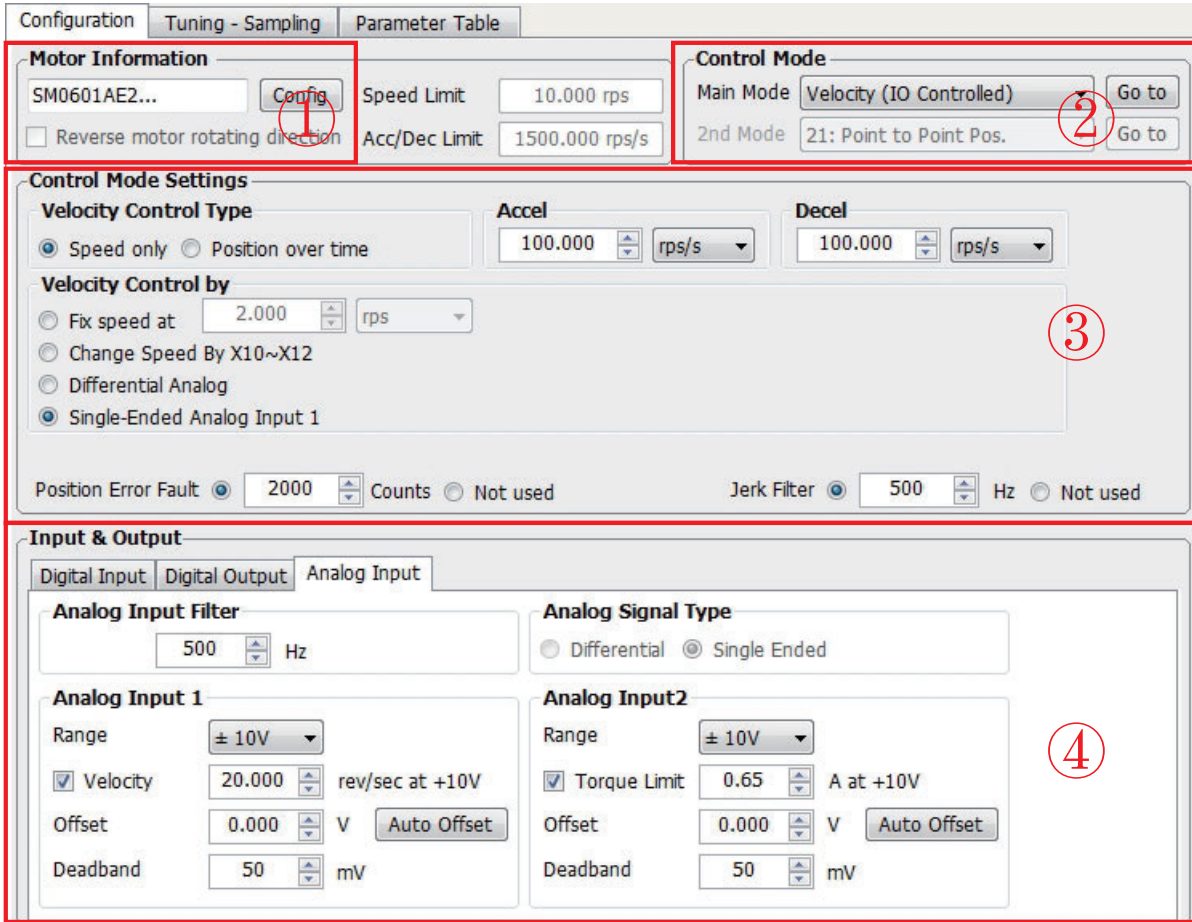 Configuration Tuning - Sampling Parameter Table
Motor Information
SM0601AE2... Config
Reverse motor rotating direction
①
Speed Limit 10.000 rps
Acc/Dec Limit 1500.000 rps/s
Control Mode
Main Mode Velocity (IO Controlled) Go to
2nd Mode 21: Point to Point Pos. Go to
②
Control Mode Settings
Velocity Control Type
Speed only Position over time
Accel
100.000 rps/s
Decel
100.000 rps/s
Velocity Control by
Fix speed at 2.000 rps
Change Speed By X10~X12
Differential Analog
Single-Ended Analog Input 1
③
Position Error Fault 2000 Counts Not used
Jerk Filter 500 Hz Not used
Input & Output
Digital Input Digital Output Analog Input
Analog Input Filter
500 Hz
Analog Signal Type
Differential Single Ended
Analog Input 1
Range ± 10V
Velocity 20.000 rev/sec at +10V
Offset 0.000 V Auto Offset
Deadband 50 mV
Analog Input2
Range ± 10V
Torque Limit 0.65 A at +10V
Offset 0.000 V Auto Offset
Deadband 50 mV
④